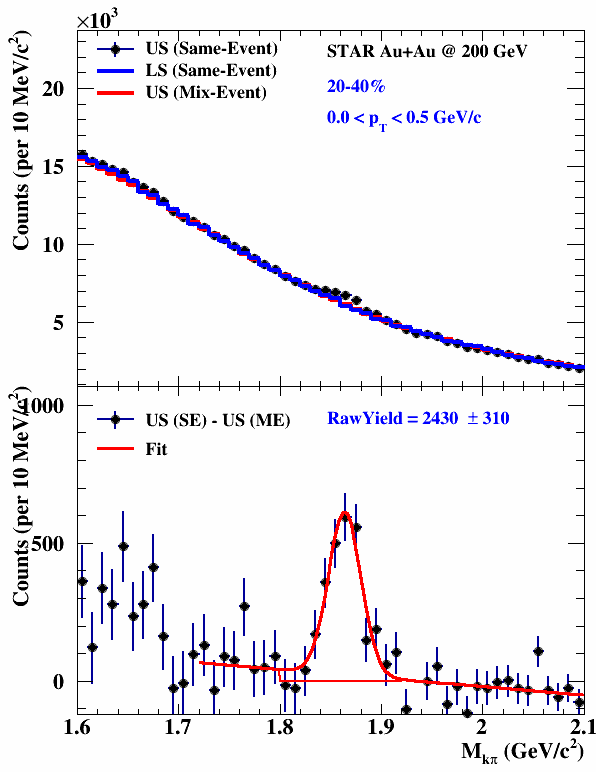 ×10³
Counts (per 10 MeV/c²)
20
15
10
5
US (Same-Event)
LS (Same-Event)
US (Mix-Event)
STAR Au+Au @ 200 GeV
20-40%
0.0 < p_T < 0.5 GeV/c
Counts (per 10 MeV/c²)
1000
500
0
US (SE) - US (ME)
Fit
RawYield = 2430 ± 310
1.6 1.7 1.8 1.9 2 2.1
M_kπ (GeV/c²)